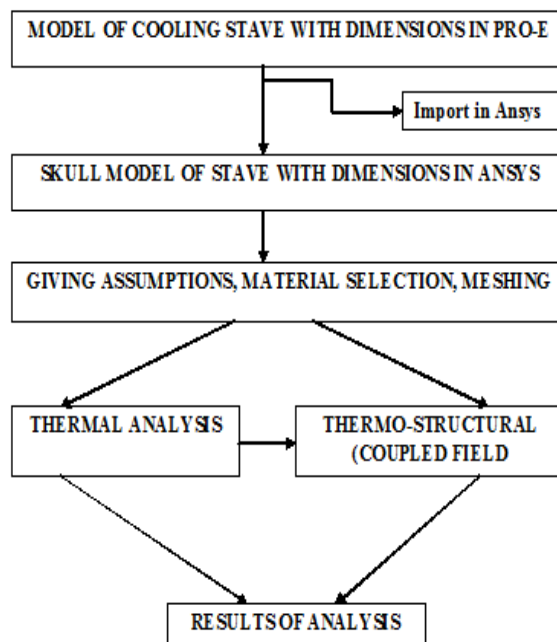 MODEL OF COOLING STAVE WITH DIMENSIONS IN PRO-E
Import in Ansys
SKULL MODEL OF STAVE WITH DIMENSIONS IN ANSYS
GIVING ASSUMPTIONS, MATERIAL SELECTION, MESHING
THERMAL ANALYSIS
THERMO-STRUCTURAL
(COUPLED FIELD
RESULTS OF ANALYSIS